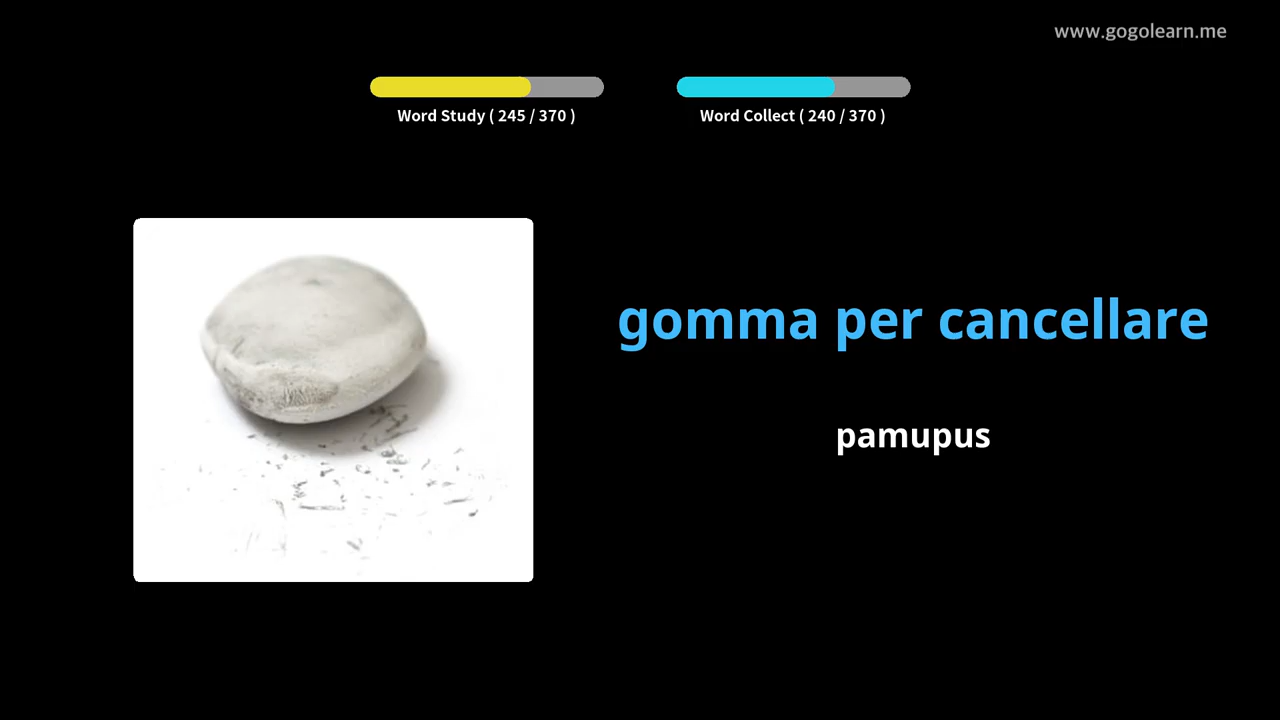 www.gogolearn.me
Word Study ( 245 / 370 )
Word Collect ( 240 / 370 )
gomma per cancellare
pamupus